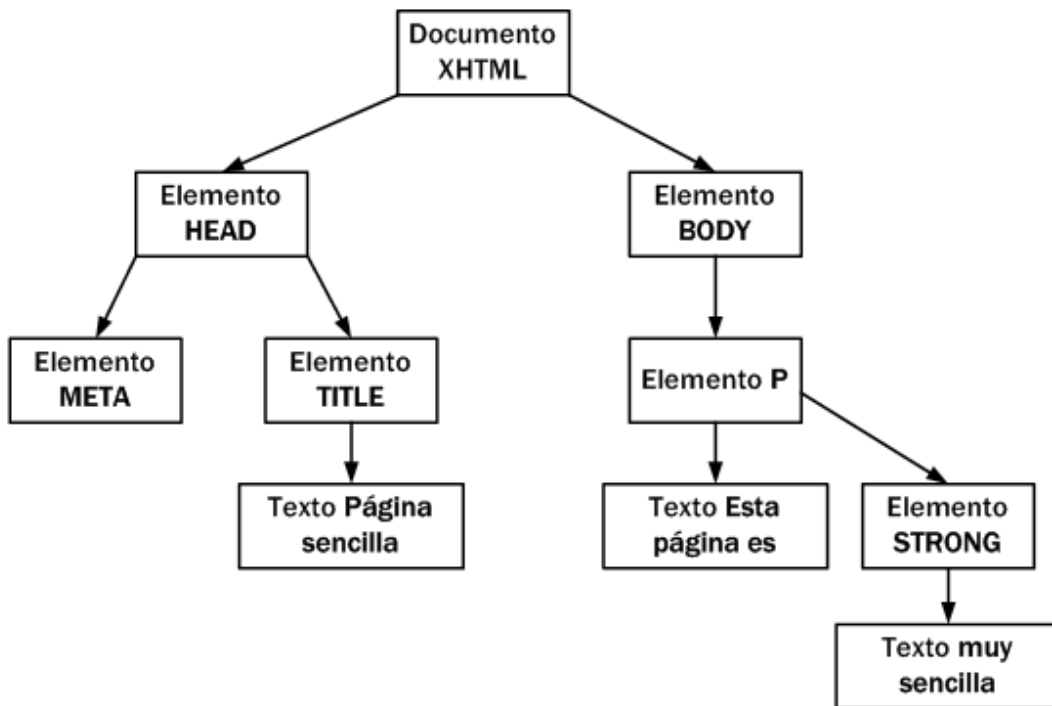 Documento
XHTML
Elemento
HEAD
Elemento
BODY
Elemento
META
Elemento
TITLE
Elemento P
Texto Página
sencilla
Texto Esta
página es
Elemento
STRONG
Texto muy
sencilla